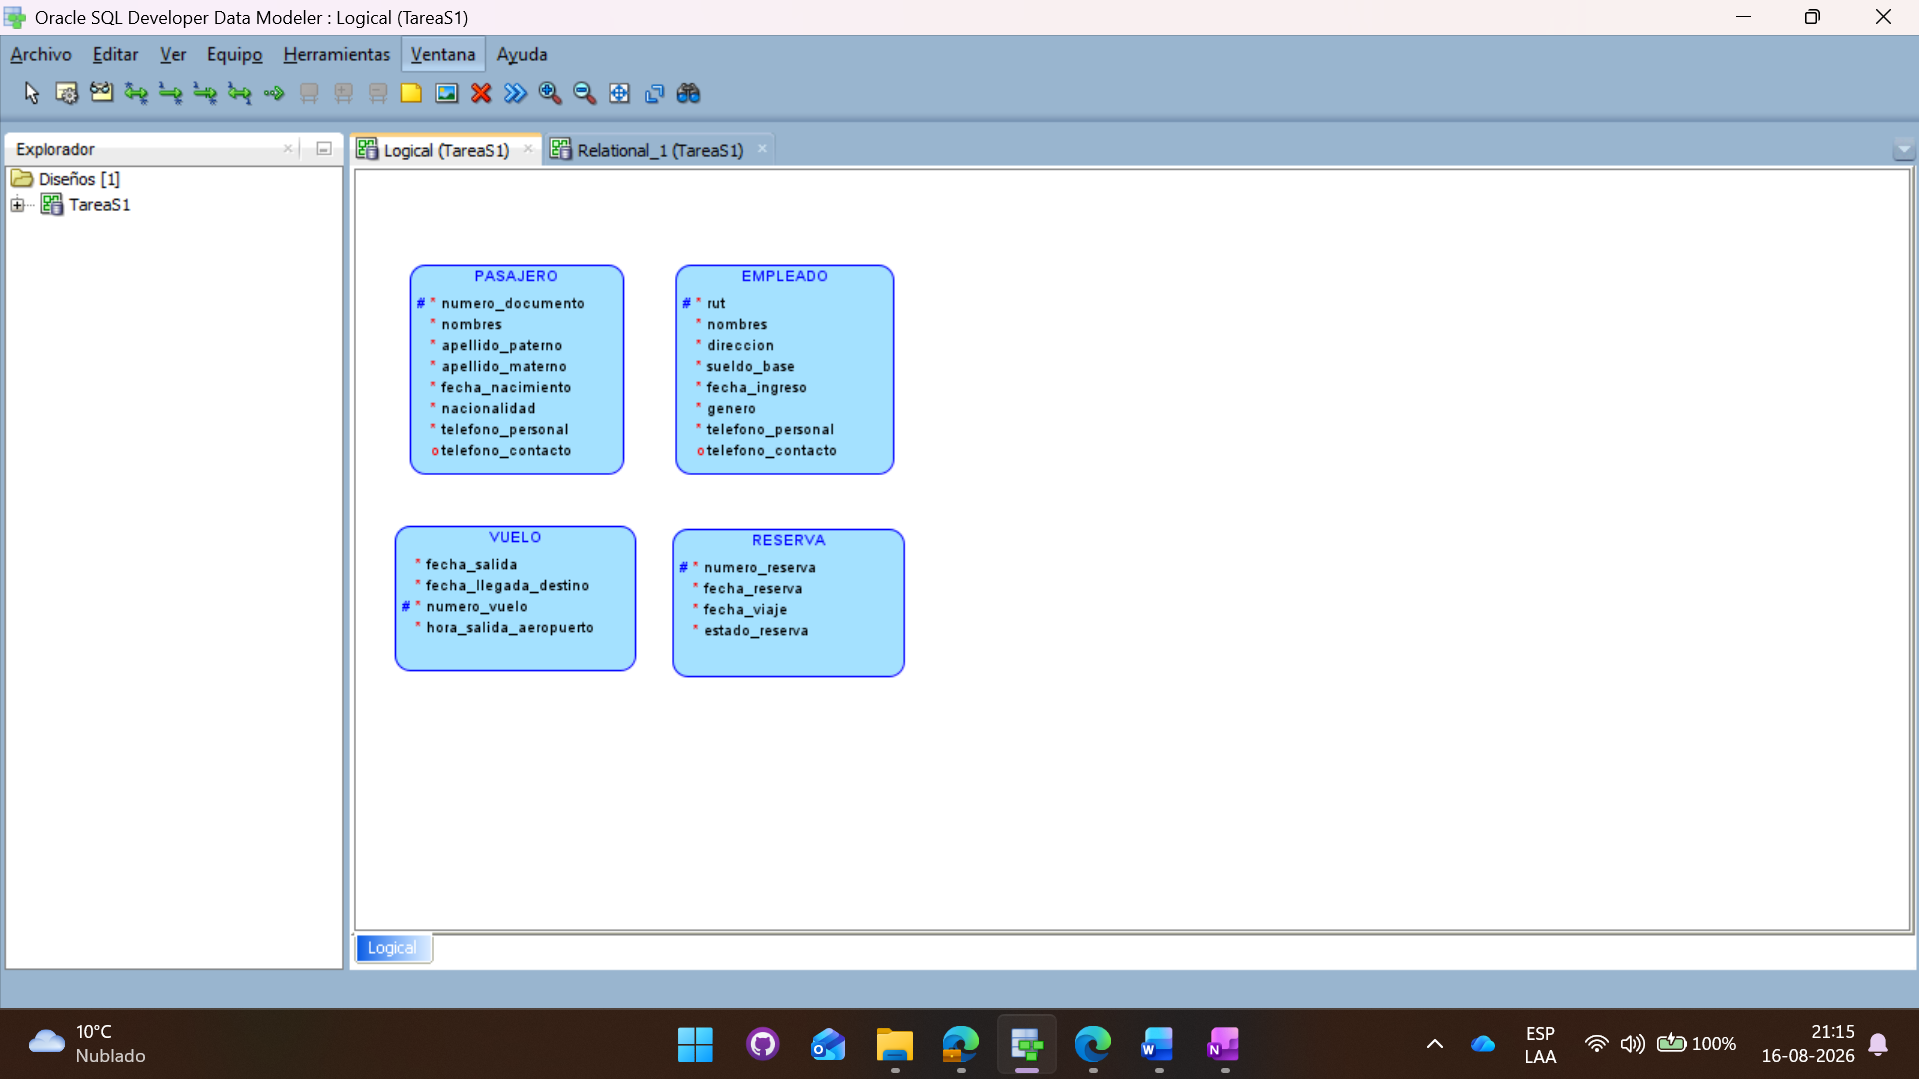 Oracle SQL Developer Data Modeler : Logical (TareaS1)
Archivo Editar Ver Equipo Herramientas Ventana Ayuda
Explorador
Logical (TareaS1)
Relational_1 (TareaS1)
Diseños [1]
TareaS1
PASAJERO
# * numero_documento
* nombres
* apellido_paterno
* apellido_materno
* fecha_nacimiento
* nacionalidad
* telefono_personal
o telefono_contacto
EMPLEADO
# * rut
* nombres
* direccion
* sueldo_base
* fecha_ingreso
* genero
* telefono_personal
o telefono_contacto
VUELO
* fecha_salida
* fecha_llegada_destino
# * numero_vuelo
* hora_salida_aeropuerto
RESERVA
# * numero_reserva
* fecha_reserva
* fecha_viaje
* estado_reserva
Logical
10°C
Nublado
ESP
LAA
100%
21:15
16-08-2026